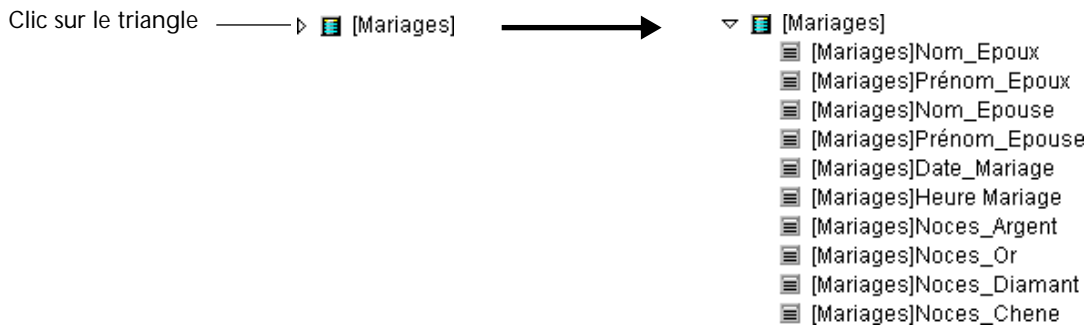 Clic sur le triangle
[Mariages]
[Mariages]
[Mariages]Nom_Epoux
[Mariages]Prénom_Epoux
[Mariages]Nom_Epouse
[Mariages]Prénom_Epouse
[Mariages]Date_Mariage
[Mariages]Heure Mariage
[Mariages]Noces_Argent
[Mariages]Noces_Or
[Mariages]Noces_Diamant
[Mariages]Noces_Chene